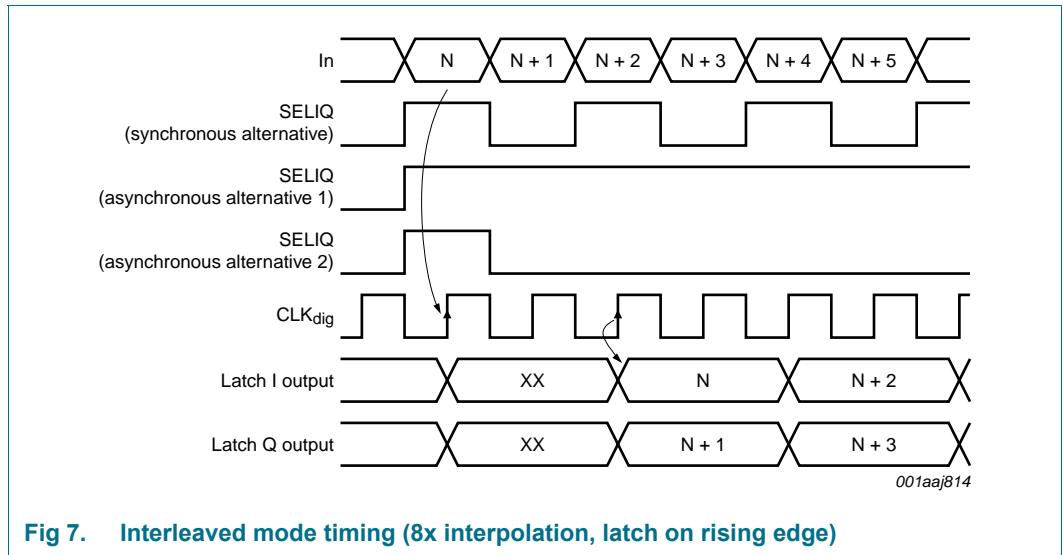 In
N
N + 1
N + 2
N + 3
N + 4
N + 5
SELIQ
(synchronous alternative)
SELIQ
(asynchronous alternative 1)
SELIQ
(asynchronous alternative 2)
CLKdig
Latch I output
XX
N
N + 2
Latch Q output
XX
N + 1
N + 3
001aaj814
Fig 7. Interleaved mode timing (8x interpolation, latch on rising edge)